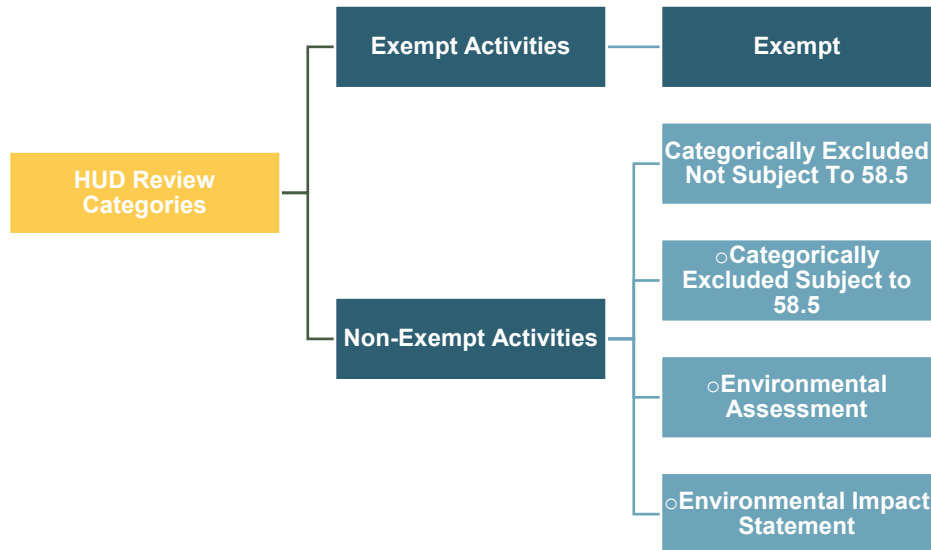 Exempt Activities
Exempt
HUD Review
Categories
Categorically Excluded
Not Subject To 58.5
○Categorically
Excluded Subject to
58.5
Non-Exempt Activities
○Environmental
Assessment
○Environmental Impact
Statement